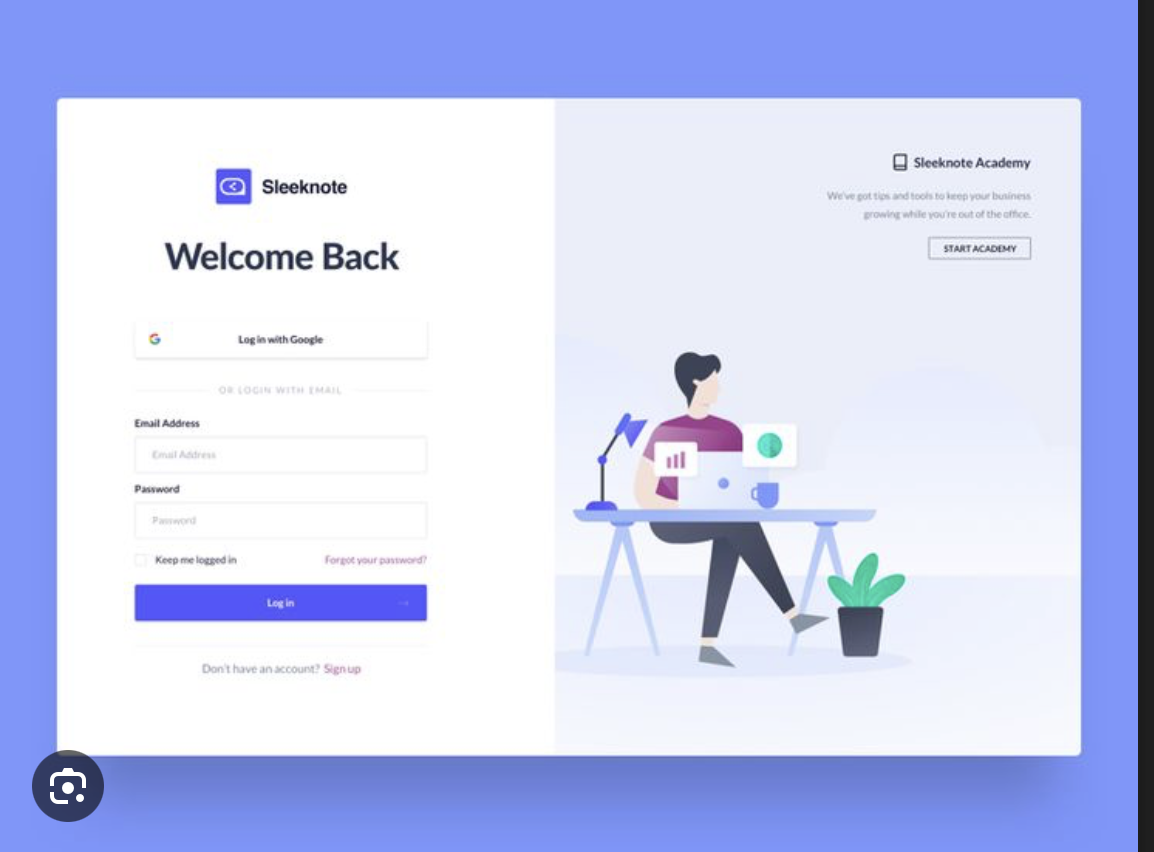 Sleeknote
Welcome Back
Log in with Google
OR LOGIN WITH EMAIL
Email Address
Email Address
Password
Password
Keep me logged in
Forgot your password?
Log in
Don't have an account? Sign up
Sleeknote Academy
We've got tips and tools to keep your business
growing while you're out of the office.
START ACADEMY